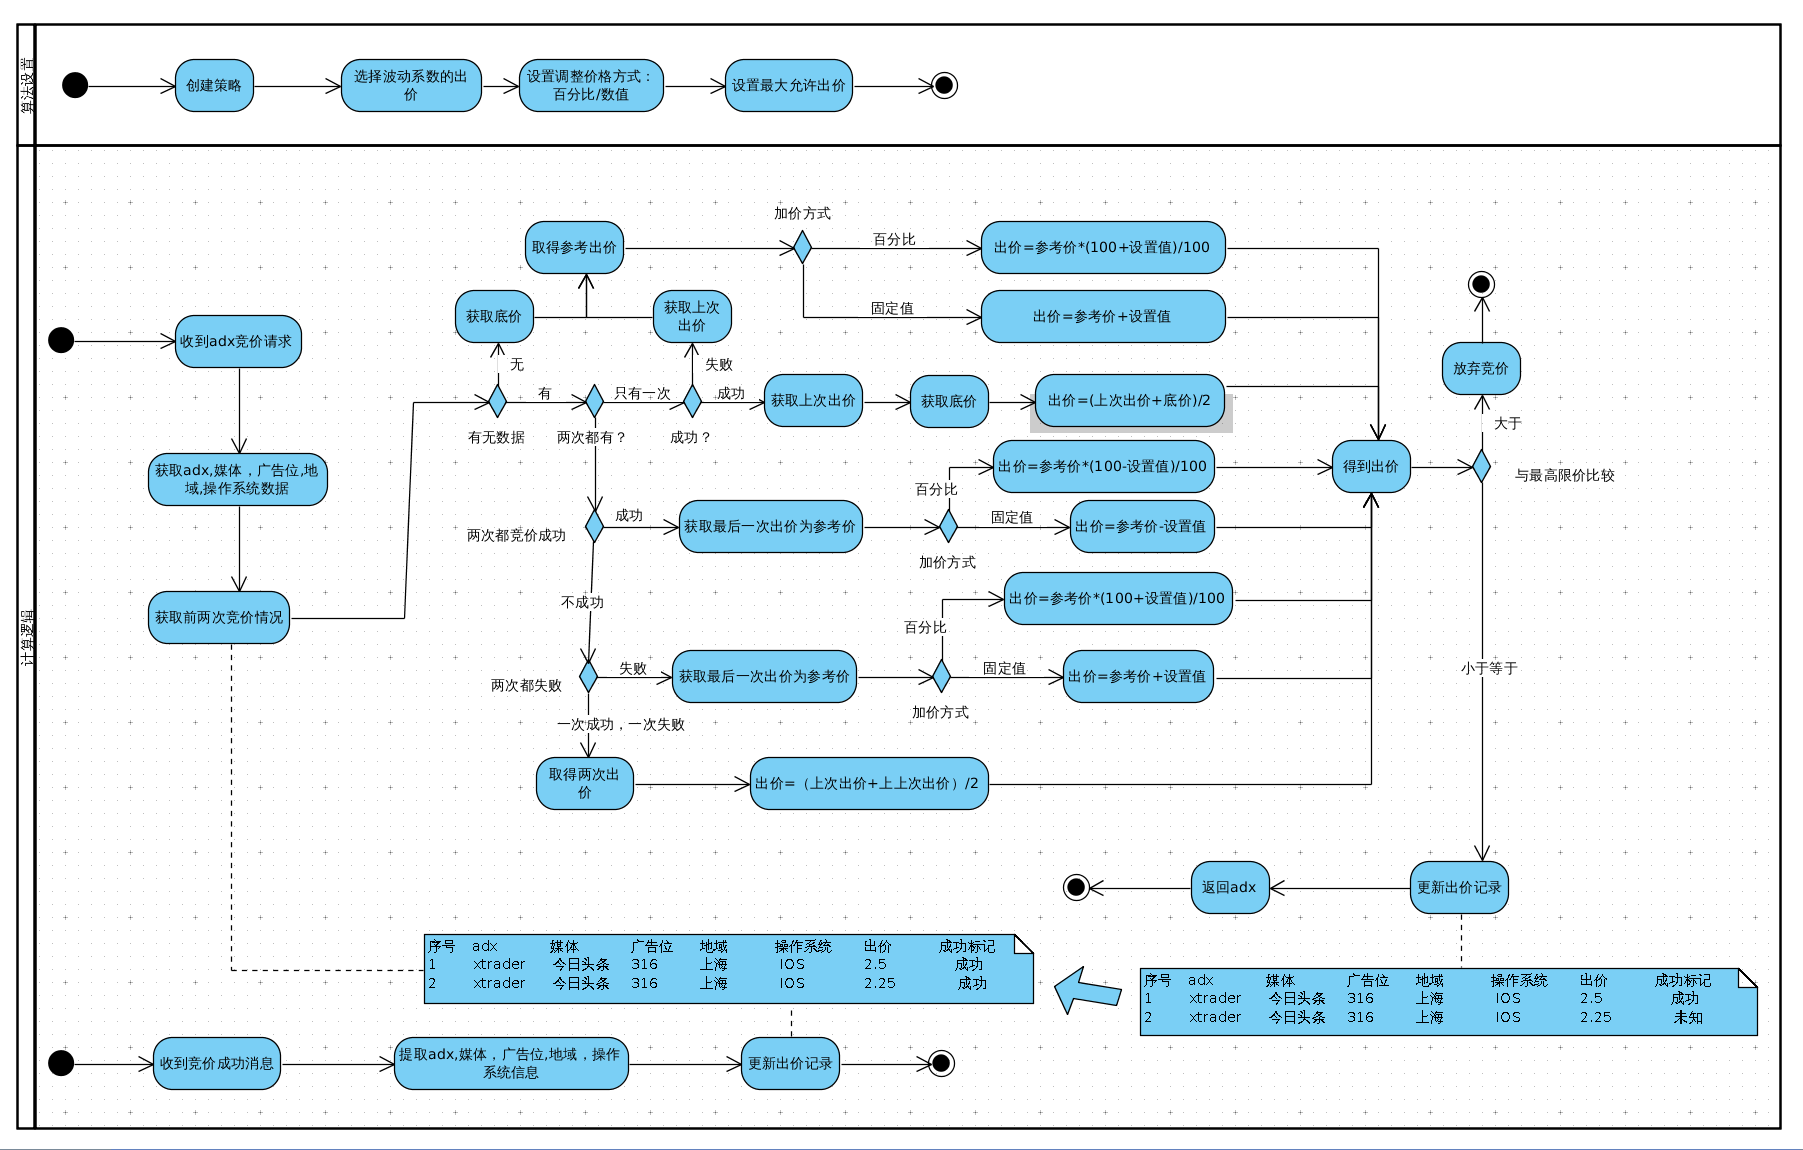 算法设置
创建策略
选择波动系数的出
价
设置调整价格方式：
百分比/数值
设置最大允许出价
计算逻辑
加价方式
取得参考出价
百分比
出价=参考价*(100+设置值)/100
获取底价
获取上次
出价
固定值
出价=参考价+设置值
收到adx竞价请求
无
失败
放弃竞价
有
只有一次
成功
获取上次出价
获取底价
出价=(上次出价+底价)/2
大于
有无数据
两次都有？
成功？
获取adx,媒体，广告位,地
域,操作系统数据
百分比
出价=参考价*(100-设置值)/100
得到出价
与最高限价比较
两次都竞价成功
成功
获取最后一次出价为参考价
固定值
出价=参考价-设置值
加价方式
不成功
获取前两次竞价情况
百分比
出价=参考价*(100+设置值)/100
两次都失败
失败
获取最后一次出价为参考价
固定值
出价=参考价+设置值
小于等于
加价方式
一次成功，一次失败
取得两次出
价
出价=（上次出价+上上次出价）/2
返回adx
更新出价记录
序号 adx 媒体 广告位 地域 操作系统 出价 成功标记
1 xtrader 今日头条 316 上海 IOS 2.5 成功
2 xtrader 今日头条 316 上海 IOS 2.25 成功
序号 adx 媒体 广告位 地域 操作系统 出价 成功标记
1 xtrader 今日头条 316 上海 IOS 2.5 成功
2 xtrader 今日头条 316 上海 IOS 2.25 未知
收到竞价成功消息
提取adx,媒体，广告位,地域，操作
系统信息
更新出价记录